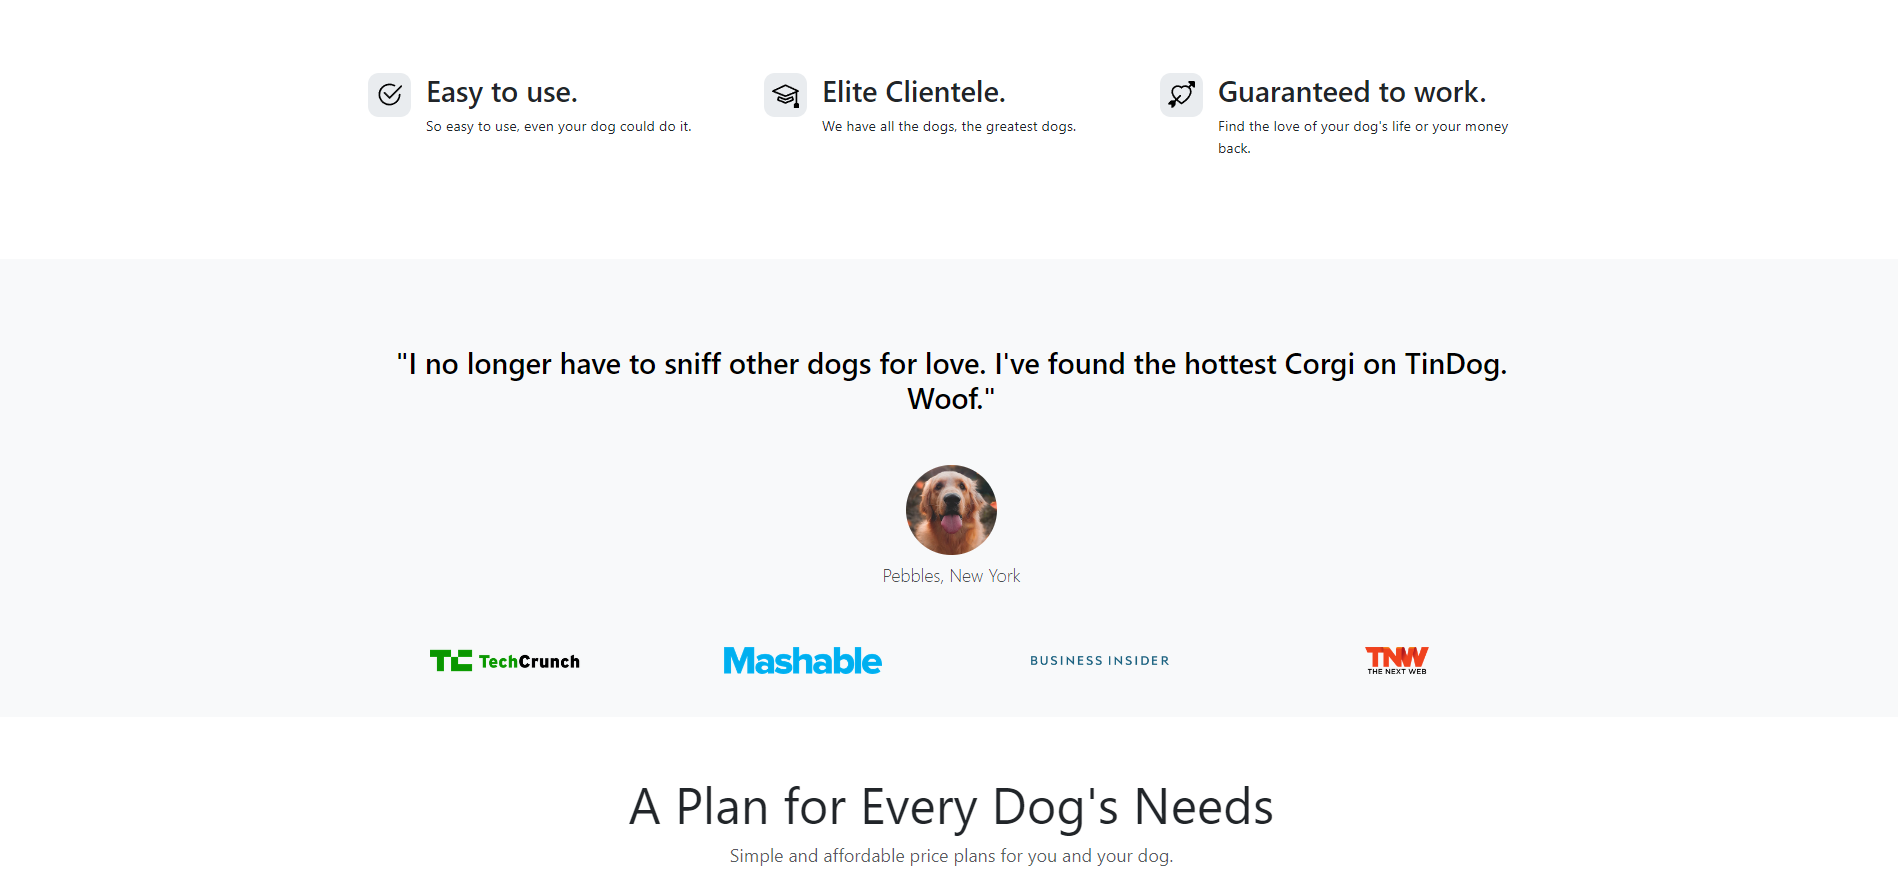 Easy to use.
So easy to use, even your dog could do it.
Elite Clientele.
We have all the dogs, the greatest dogs.
Guaranteed to work.
Find the love of your dog's life or your money
back.
"I no longer have to sniff other dogs for love. I've found the hottest Corgi on TinDog.
Woof."
Pebbles, New York
TC TechCrunch
Mashable
BUSINESS INSIDER
TNW
THE NEXT WEB
A Plan for Every Dog's Needs
Simple and affordable price plans for you and your dog.